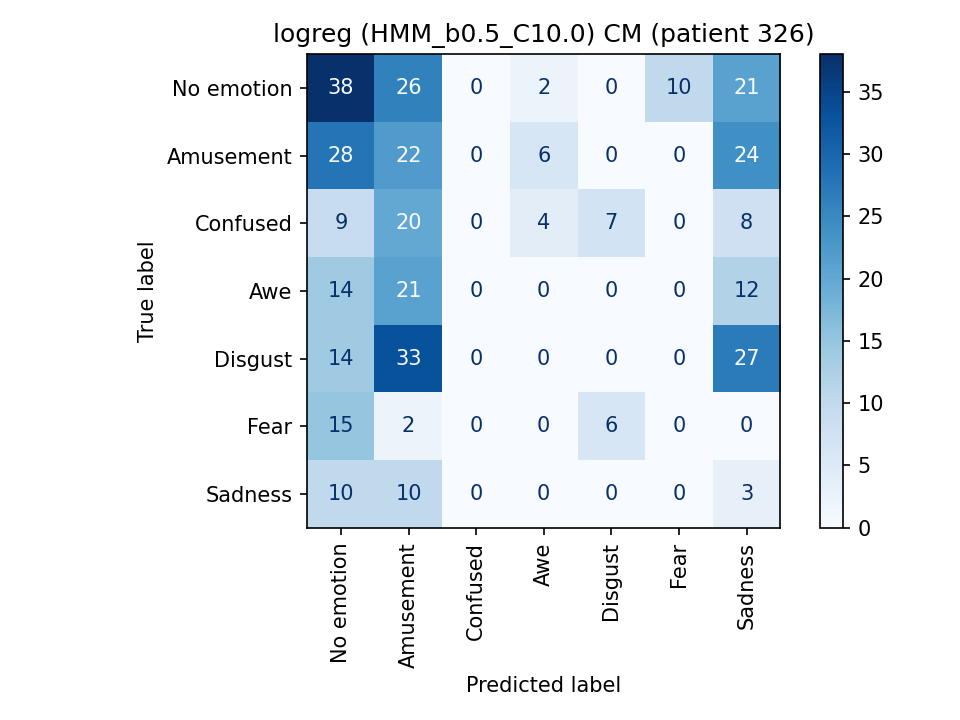 logreg (HMM_b0.5_C10.0) CM (patient 326)
No emotion 38 26 0 2 0 10 21
Amusement 28 22 0 6 0 0 24
Confused 9 20 0 4 7 0 8
Awe 14 21 0 0 0 0 12
Disgust 14 33 0 0 0 0 27
Fear 15 2 0 0 6 0 0
Sadness 10 10 0 0 0 0 3
True label
No emotion
Amusement
Confused
Awe
Disgust
Fear
Sadness
Predicted label
35
30
25
20
15
10
5
0